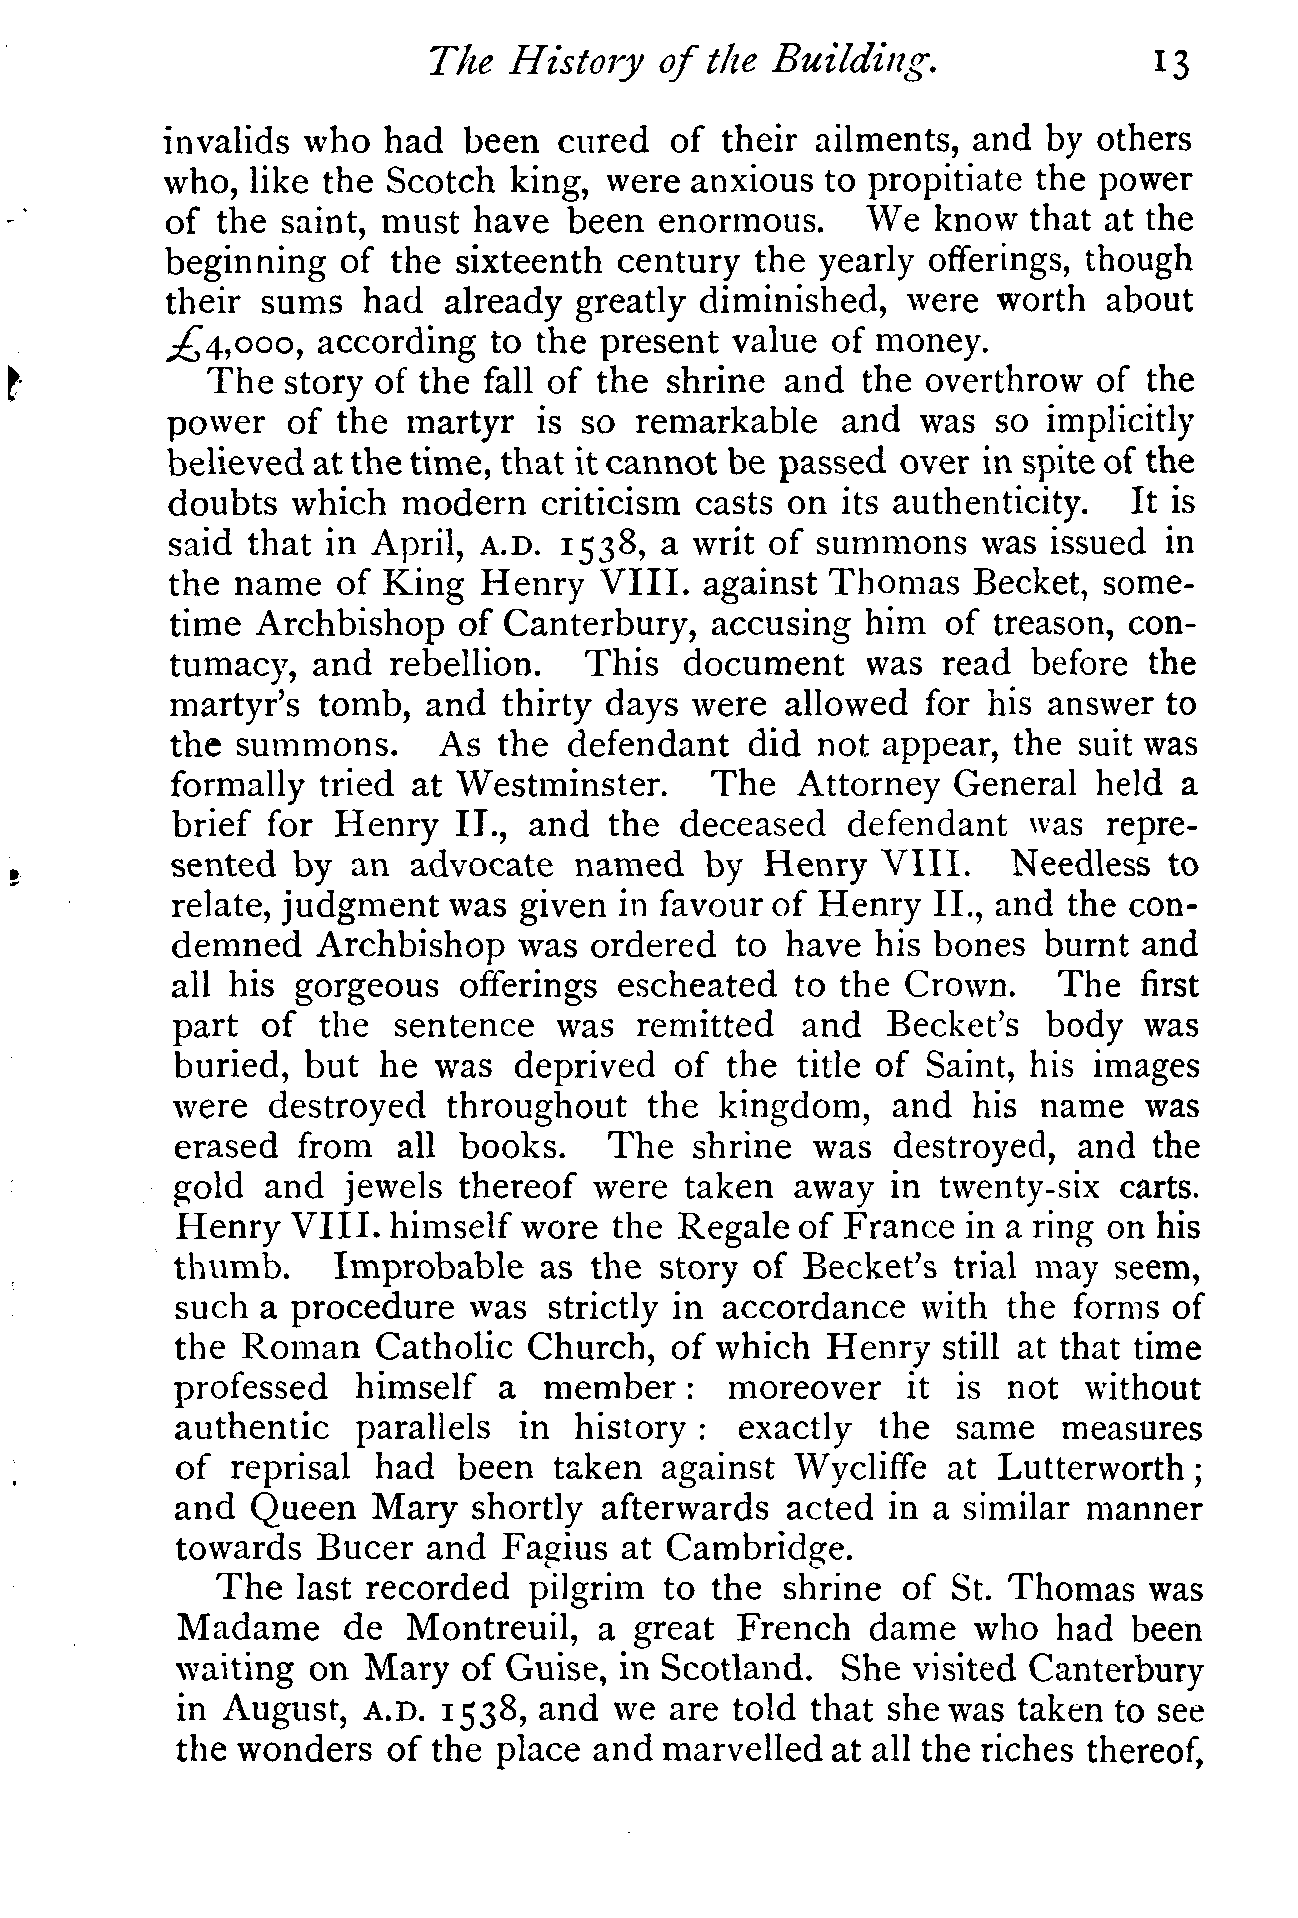 The History of the Building. 13
invalids who had been cured of their ailments, and by others
who, like the Scotch king, were anxious to propitiate the power
of the saint, must have been enormous. We know that at the
beginning of the sixteenth century the yearly offerings, though
their sums had already greatly diminished, were worth about
£4,000, according to the present value of money.
The story of the fall of the shrine and the overthrow of the
power of the martyr is so remarkable and was so implicitly
believed at the time, that it cannot be passed over in spite of the
doubts which modern criticism casts on its authenticity. It is
said that in April, A.D. 1538, a writ of summons was issued in
the name of King Henry VIII. against Thomas Becket, some-
time Archbishop of Canterbury, accusing him of treason, con-
tumacy, and rebellion. This document was read before the
martyr's tomb, and thirty days were allowed for his answer to
the summons. As the defendant did not appear, the suit was
formally tried at Westminster. The Attorney General held a
brief for Henry II., and the deceased defendant was repre-
sented by an advocate named by Henry VIII. Needless to
relate, judgment was given in favour of Henry II., and the con-
demned Archbishop was ordered to have his bones burnt and
all his gorgeous offerings escheated to the Crown. The first
part of the sentence was remitted and Becket's body was
buried, but he was deprived of the title of Saint, his images
were destroyed throughout the kingdom, and his name was
erased from all books. The shrine was destroyed, and the
gold and jewels thereof were taken away in twenty-six carts.
Henry VIII. himself wore the Regale of France in a ring on his
thumb. Improbable as the story of Becket's trial may seem,
such a procedure was strictly in accordance with the forms of
the Roman Catholic Church, of which Henry still at that time
professed himself a member: moreover it is not without
authentic parallels in history: exactly the same measures
of reprisal had been taken against Wycliffe at Lutterworth;
and Queen Mary shortly afterwards acted in a similar manner
towards Bucer and Fagius at Cambridge.
The last recorded pilgrim to the shrine of St. Thomas was
Madame de Montreuil, a great French dame who had been
waiting on Mary of Guise, in Scotland. She visited Canterbury
in August, A.D. 1538, and we are told that she was taken to see
the wonders of the place and marvelled at all the riches thereof,